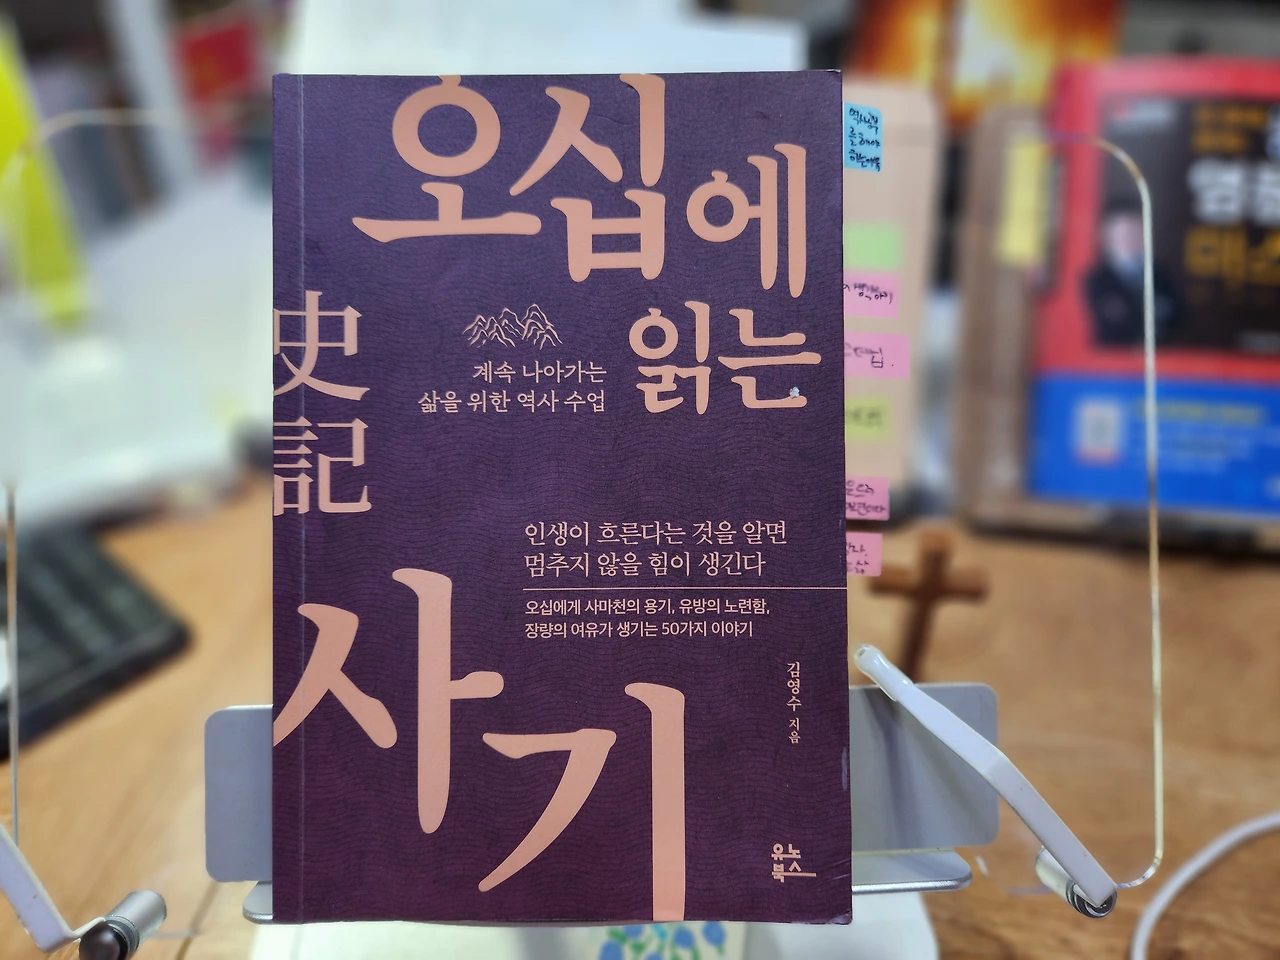 오십에
읽는
史記
사기
계속 나아가는
삶을 위한 역사 수업
인생이 흐른다는 것을 알면
멈추지 않을 힘이 생긴다
오십에게 사마천의 용기, 유방의 노련함,
장량의 여유가 생기는 50가지 이야기
김영수 지음
유노
북스